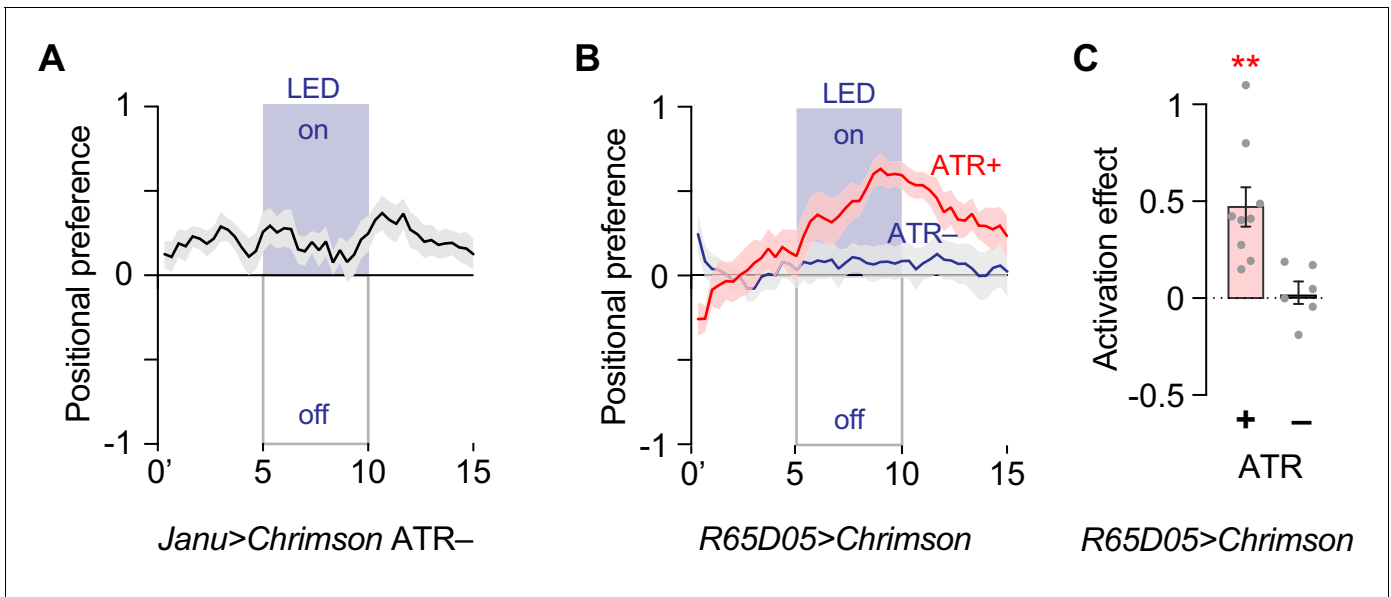 A
LED
on
1
0
-1
Positional preference
off
0' 5 10 15
Janu>Chrimson ATR–
B
LED
on
ATR+
ATR–
1
0
-1
Positional preference
off
0' 5 10 15
R65D05>Chrimson
C
**
1
0.5
0
-0.5
Activation effect
+ –
ATR
R65D05>Chrimson